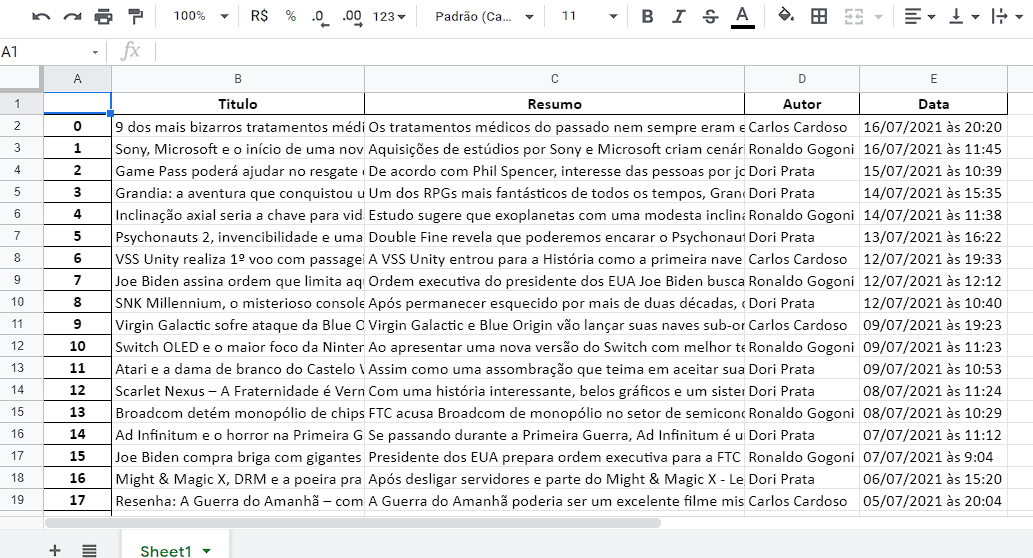 100% R$ % .0 .00 123 Padrão (Ca... 11 B I S A
A1 fx
A B C D E
1 Titulo Resumo Autor Data
2 0 9 dos mais bizarros tratamentos médi Os tratamentos médicos do passado nem sempre eram e Carlos Cardoso 16/07/2021 às 20:20
3 1 Sony, Microsoft e o início de uma nov Aquisições de estúdios por Sony e Microsoft criam cenár Ronaldo Gogoni 16/07/2021 às 11:45
4 2 Game Pass poderá ajudar no resgate De acordo com Phil Spencer, interesse das pessoas por jo Dori Prata 15/07/2021 às 10:39
5 3 Grandia: a aventura que conquistou u Um dos RPGs mais fantásticos de todos os tempos, Gran Dori Prata 14/07/2021 às 15:35
6 4 Inclinação axial seria a chave para vid Estudo sugere que exoplanetas com uma modesta inclina Ronaldo Gogoni 14/07/2021 às 11:38
7 5 Psychonauts 2, invencibilidade e uma Double Fine revela que poderemos encarar o Psychonaut Dori Prata 13/07/2021 às 16:22
8 6 VSS Unity realiza 1º voo com passagei A VSS Unity entrou para a História como a primeira nave Carlos Cardoso 12/07/2021 às 19:33
9 7 Joe Biden assina ordem que limita aqu Ordem executiva do presidente dos EUA Joe Biden busca Ronaldo Gogoni 12/07/2021 às 12:12
10 8 SNK Millennium, o misterioso console Após permanecer esquecido por mais de duas décadas, Dori Prata 12/07/2021 às 10:40
11 9 Virgin Galactic sofre ataque da Blue O Virgin Galactic e Blue Origin vão lançar suas naves sub-or Carlos Cardoso 09/07/2021 às 19:23
12 10 Switch OLED e o maior foco da Ninten Ao apresentar uma nova versão do Switch com melhor te Ronaldo Gogoni 09/07/2021 às 11:23
13 11 Atari e a dama de branco do Castelo Assim como uma assombração que teima em aceitar sua Dori Prata 09/07/2021 às 10:53
14 12 Scarlet Nexus – A Fraternidade é Verm Com uma história interessante, belos gráficos e um sistem Dori Prata 08/07/2021 às 11:24
15 13 Broadcom detém monopólio de chips FTC acusa Broadcom de monopólio no setor de semicond Ronaldo Gogoni 08/07/2021 às 10:29
16 14 Ad Infinitum e o horror na Primeira G Se passando durante a Primeira Guerra, Ad Infinitum é u Dori Prata 07/07/2021 às 11:12
17 15 Joe Biden compra briga com gigantes Presidente dos EUA prepara ordem executiva para a FTC Ronaldo Gogoni 07/07/2021 às 9:04
18 16 Might & Magic X, DRM e a poeira pra Após desligar servidores e parte do Might & Magic X - Le Dori Prata 06/07/2021 às 15:20
19 17 Resenha: A Guerra do Amanhã – com A Guerra do Amanhã poderia ser um excelente filme mis Carlos Cardoso 05/07/2021 às 20:04
Sheet1